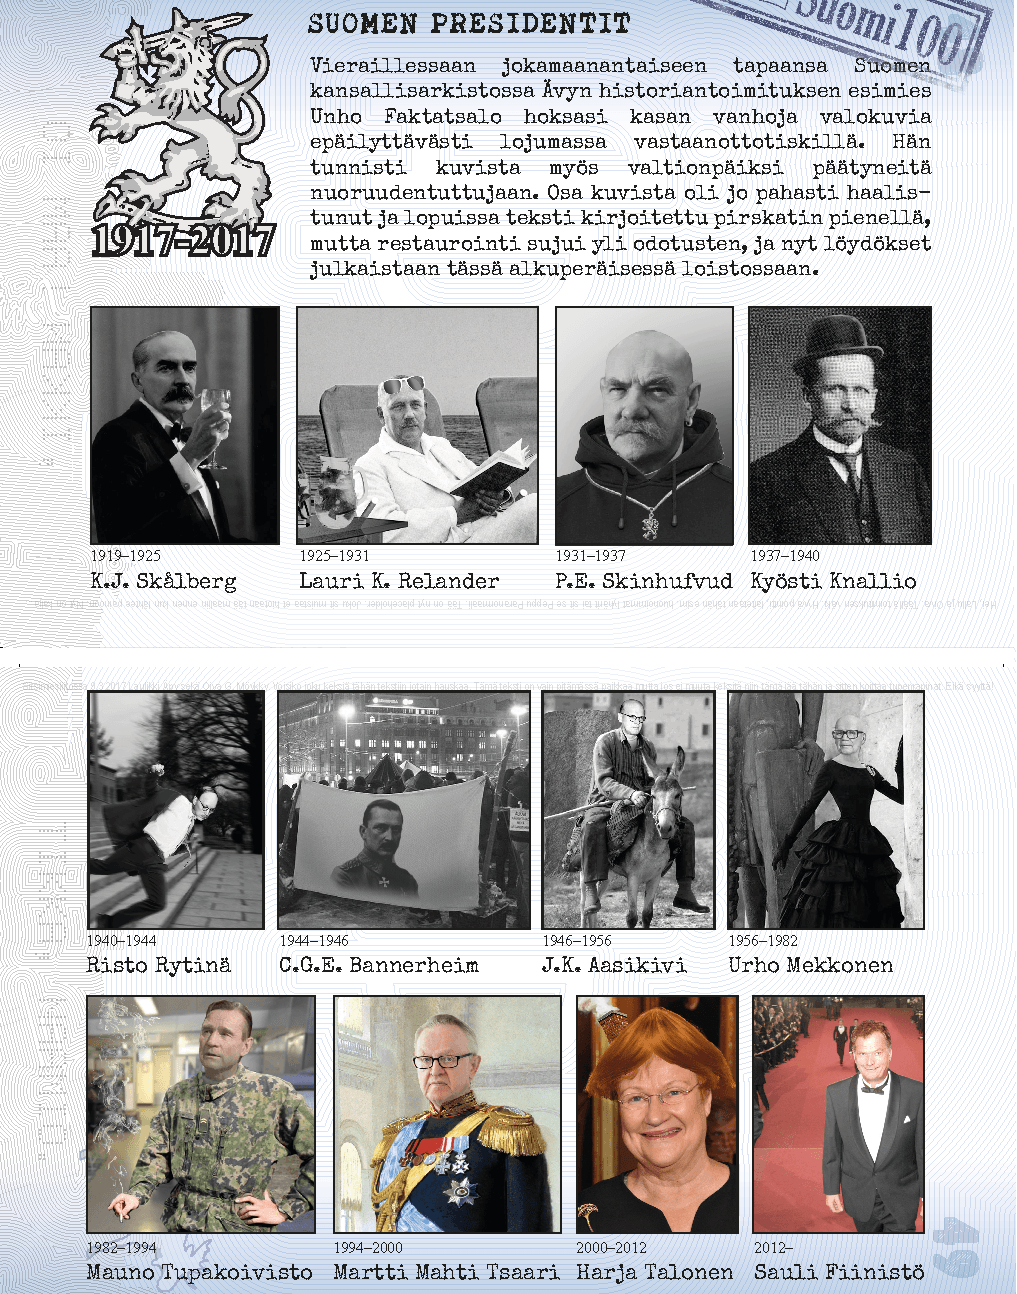 SUOMEN PRESIDENTIT
Suomi100
Vieraillessaan jokamaanantaiseen tapaansa Suomen
kansallisarkistossa Ävyn historiantoimituksen esimies
Unho Faktatsalo hoksasi kasan vanhoja valokuvia
epäilyttävästi lojumassa vastaanottotiskillä. Hän
tunnisti kuvista myös valtionpäiksi päätyneitä
nuoruudentuttujaan. Osa kuvista oli jo pahasti haalis-
tunut ja lopuissa teksti kirjoitettu pirskatin pienellä,
mutta restaurointi sujui yli odotusten, ja nyt löydökset
julkaistaan tässä alkuperäisessä loistossaan.
1917-2017
1919–1925
K.J. Skålberg
1925–1931
Lauri K. Relander
1931–1937
P.E. Skinhufvud
1937–1940
Kyösti Knallio
1940–1944
Risto Rytinä
1944–1946
C.G.E. Bannerheim
1946–1956
J.K. Aasikivi
1956–1982
Urho Mekkonen
1982–1994
Mauno Tupakoivisto
1994–2000
Martti Mahti Tsaari
2000–2012
Harja Talonen
2012–
Sauli Fiinistö